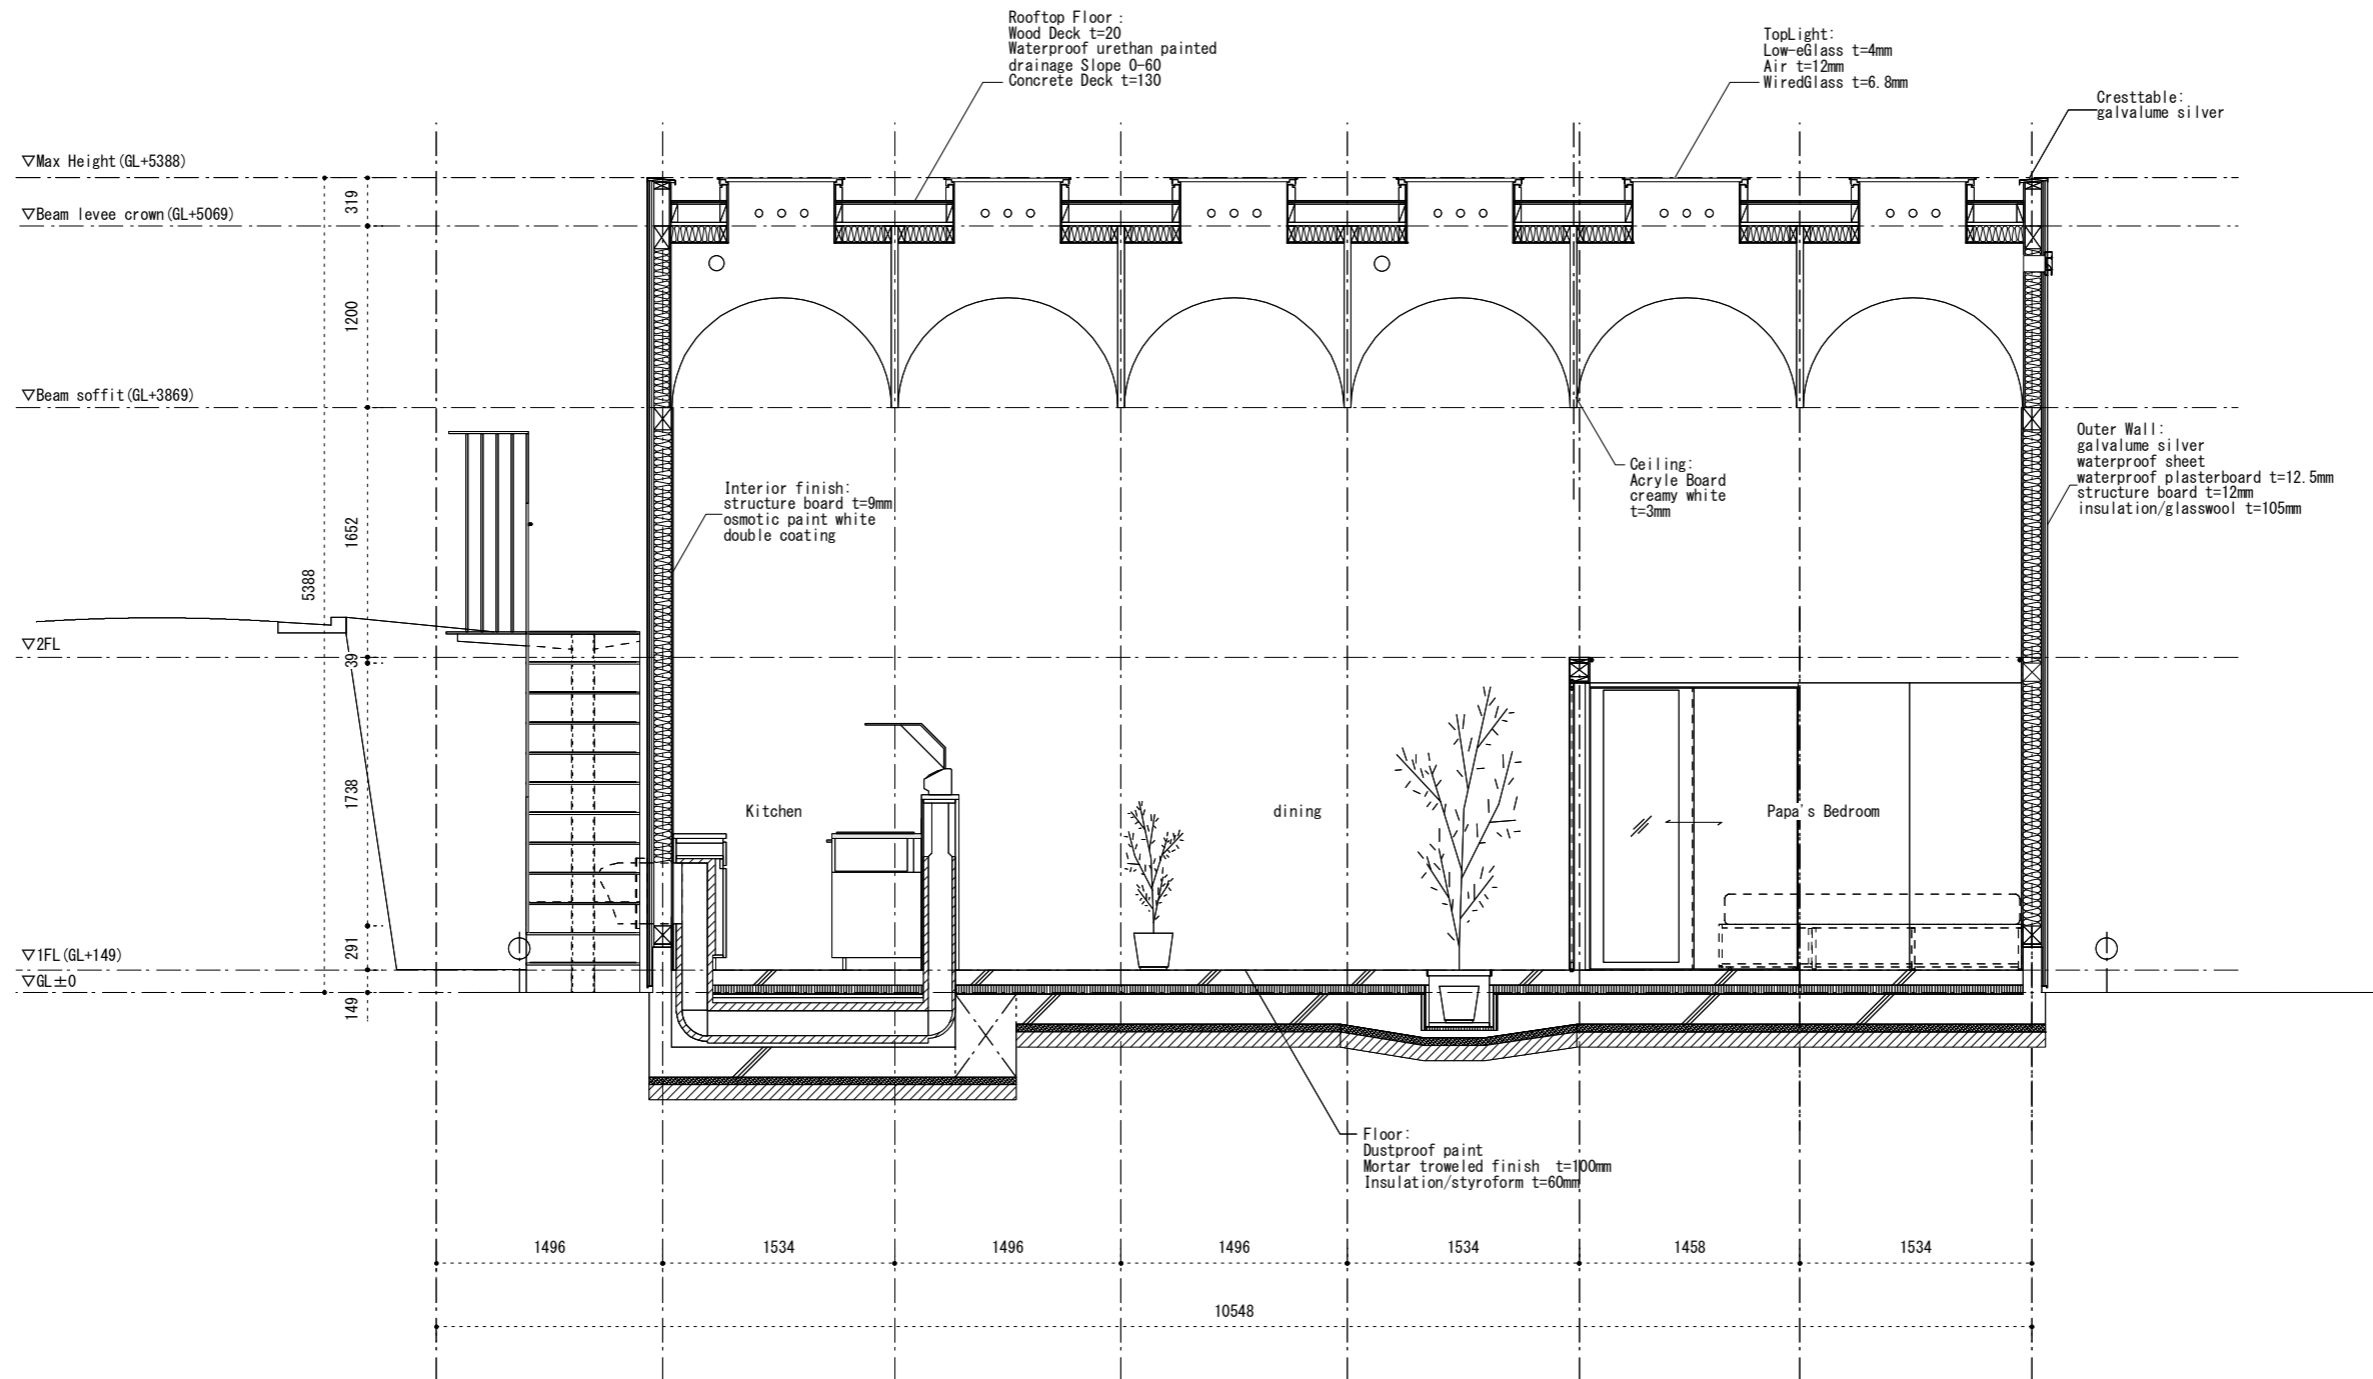 Rooftop Floor :
Wood Deck t=20
Waterproof urethan painted
drainage Slope 0-60
Concrete Deck t=130
TopLight:
Low-eGlass t=4mm
Air t=12mm
WiredGlass t=6.8mm
Cresttable:
galvalume silver
▽Max Height(GL+5388)
319
▽Beam levee crown(GL+5069)
1200
▽Beam soffit(GL+3869)
Outer Wall:
galvalume silver
waterproof sheet
waterproof plasterboard t=12.5mm
structure board t=12mm
insulation/glasswool t=105mm
Ceiling:
Acryle Board
creamy white
t=3mm
Interior finish:
structure board t=9mm
osmotic paint white
double coating
1652
5388
▽2FL
39
1738
Kitchen
dining
Papa's Bedroom
291
▽1FL(GL+149)
▽GL±0
149
Floor:
Dustproof paint
Mortar troweled finish t=100mm
Insulation/styroform t=60mm
1496
1534
1496
1496
1534
1458
1534
10548